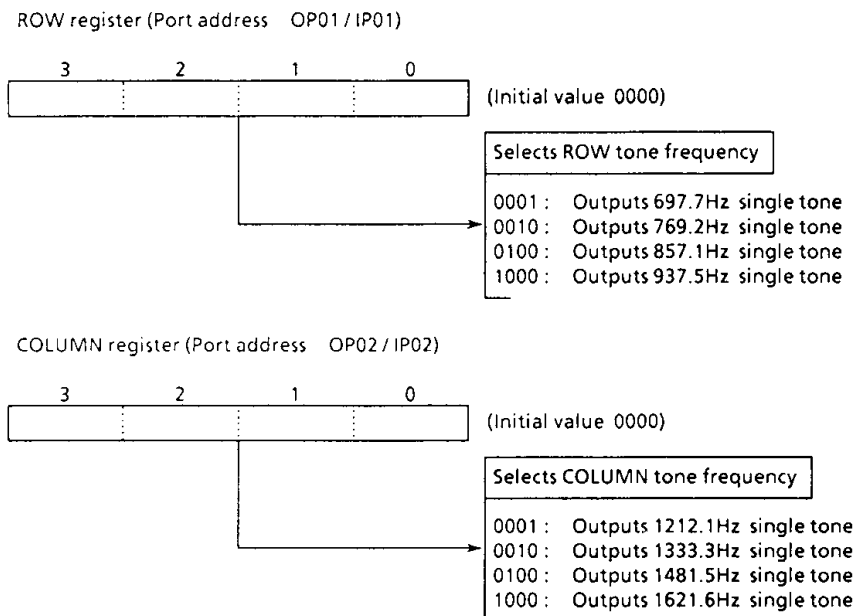 ROW register (Port address OP01 / IP01)
3 2 1 0
(Initial value 0000)
Selects ROW tone frequency
0001 : Outputs 697.7Hz single tone
0010 : Outputs 769.2Hz single tone
0100 : Outputs 857.1Hz single tone
1000 : Outputs 937.5Hz single tone
COLUMN register (Port address OP02 / IP02)
3 2 1 0
(Initial value 0000)
Selects COLUMN tone frequency
0001 : Outputs 1212.1Hz single tone
0010 : Outputs 1333.3Hz single tone
0100 : Outputs 1481.5Hz single tone
1000 : Outputs 1621.6Hz single tone